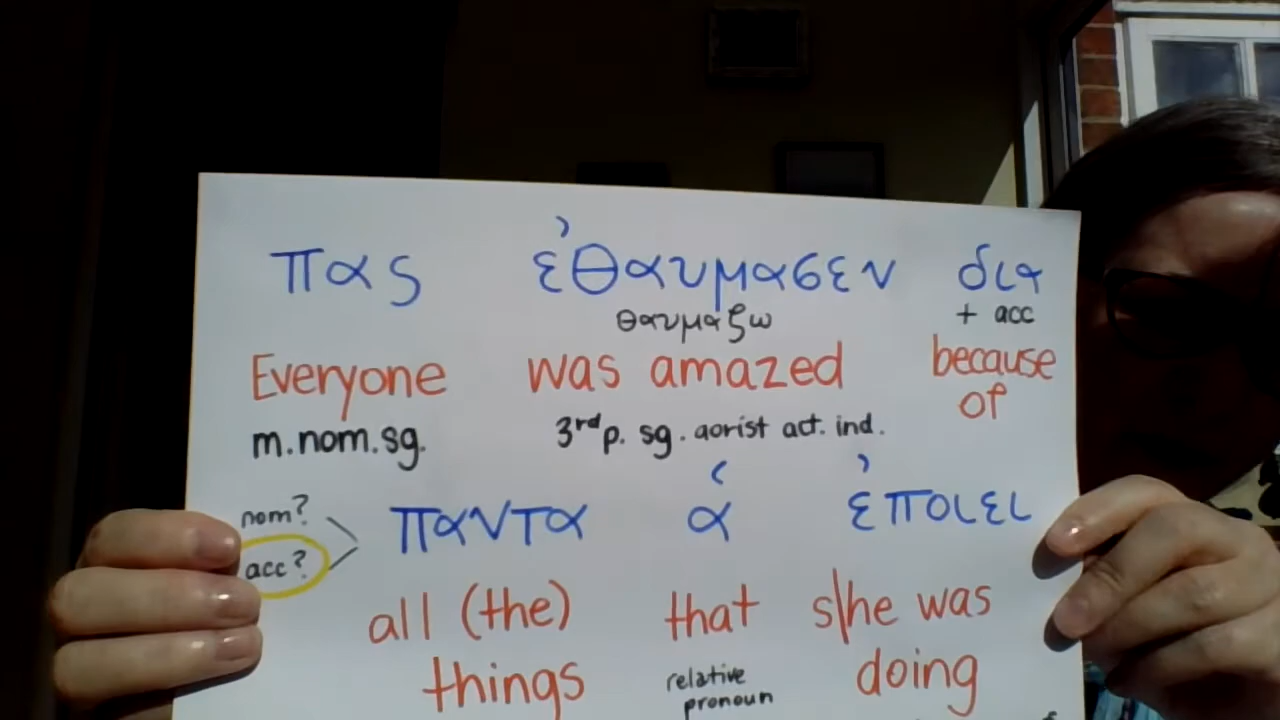 πας ἐθαυμασεν δια
θαυμαζω + acc
Everyone was amazed because
of
m.nom.sg. 3rd p. sg. aorist act. ind.
nom? παντα ἁ ἐποιει
acc?
all (the) that s/he was
things relative doing
pronoun